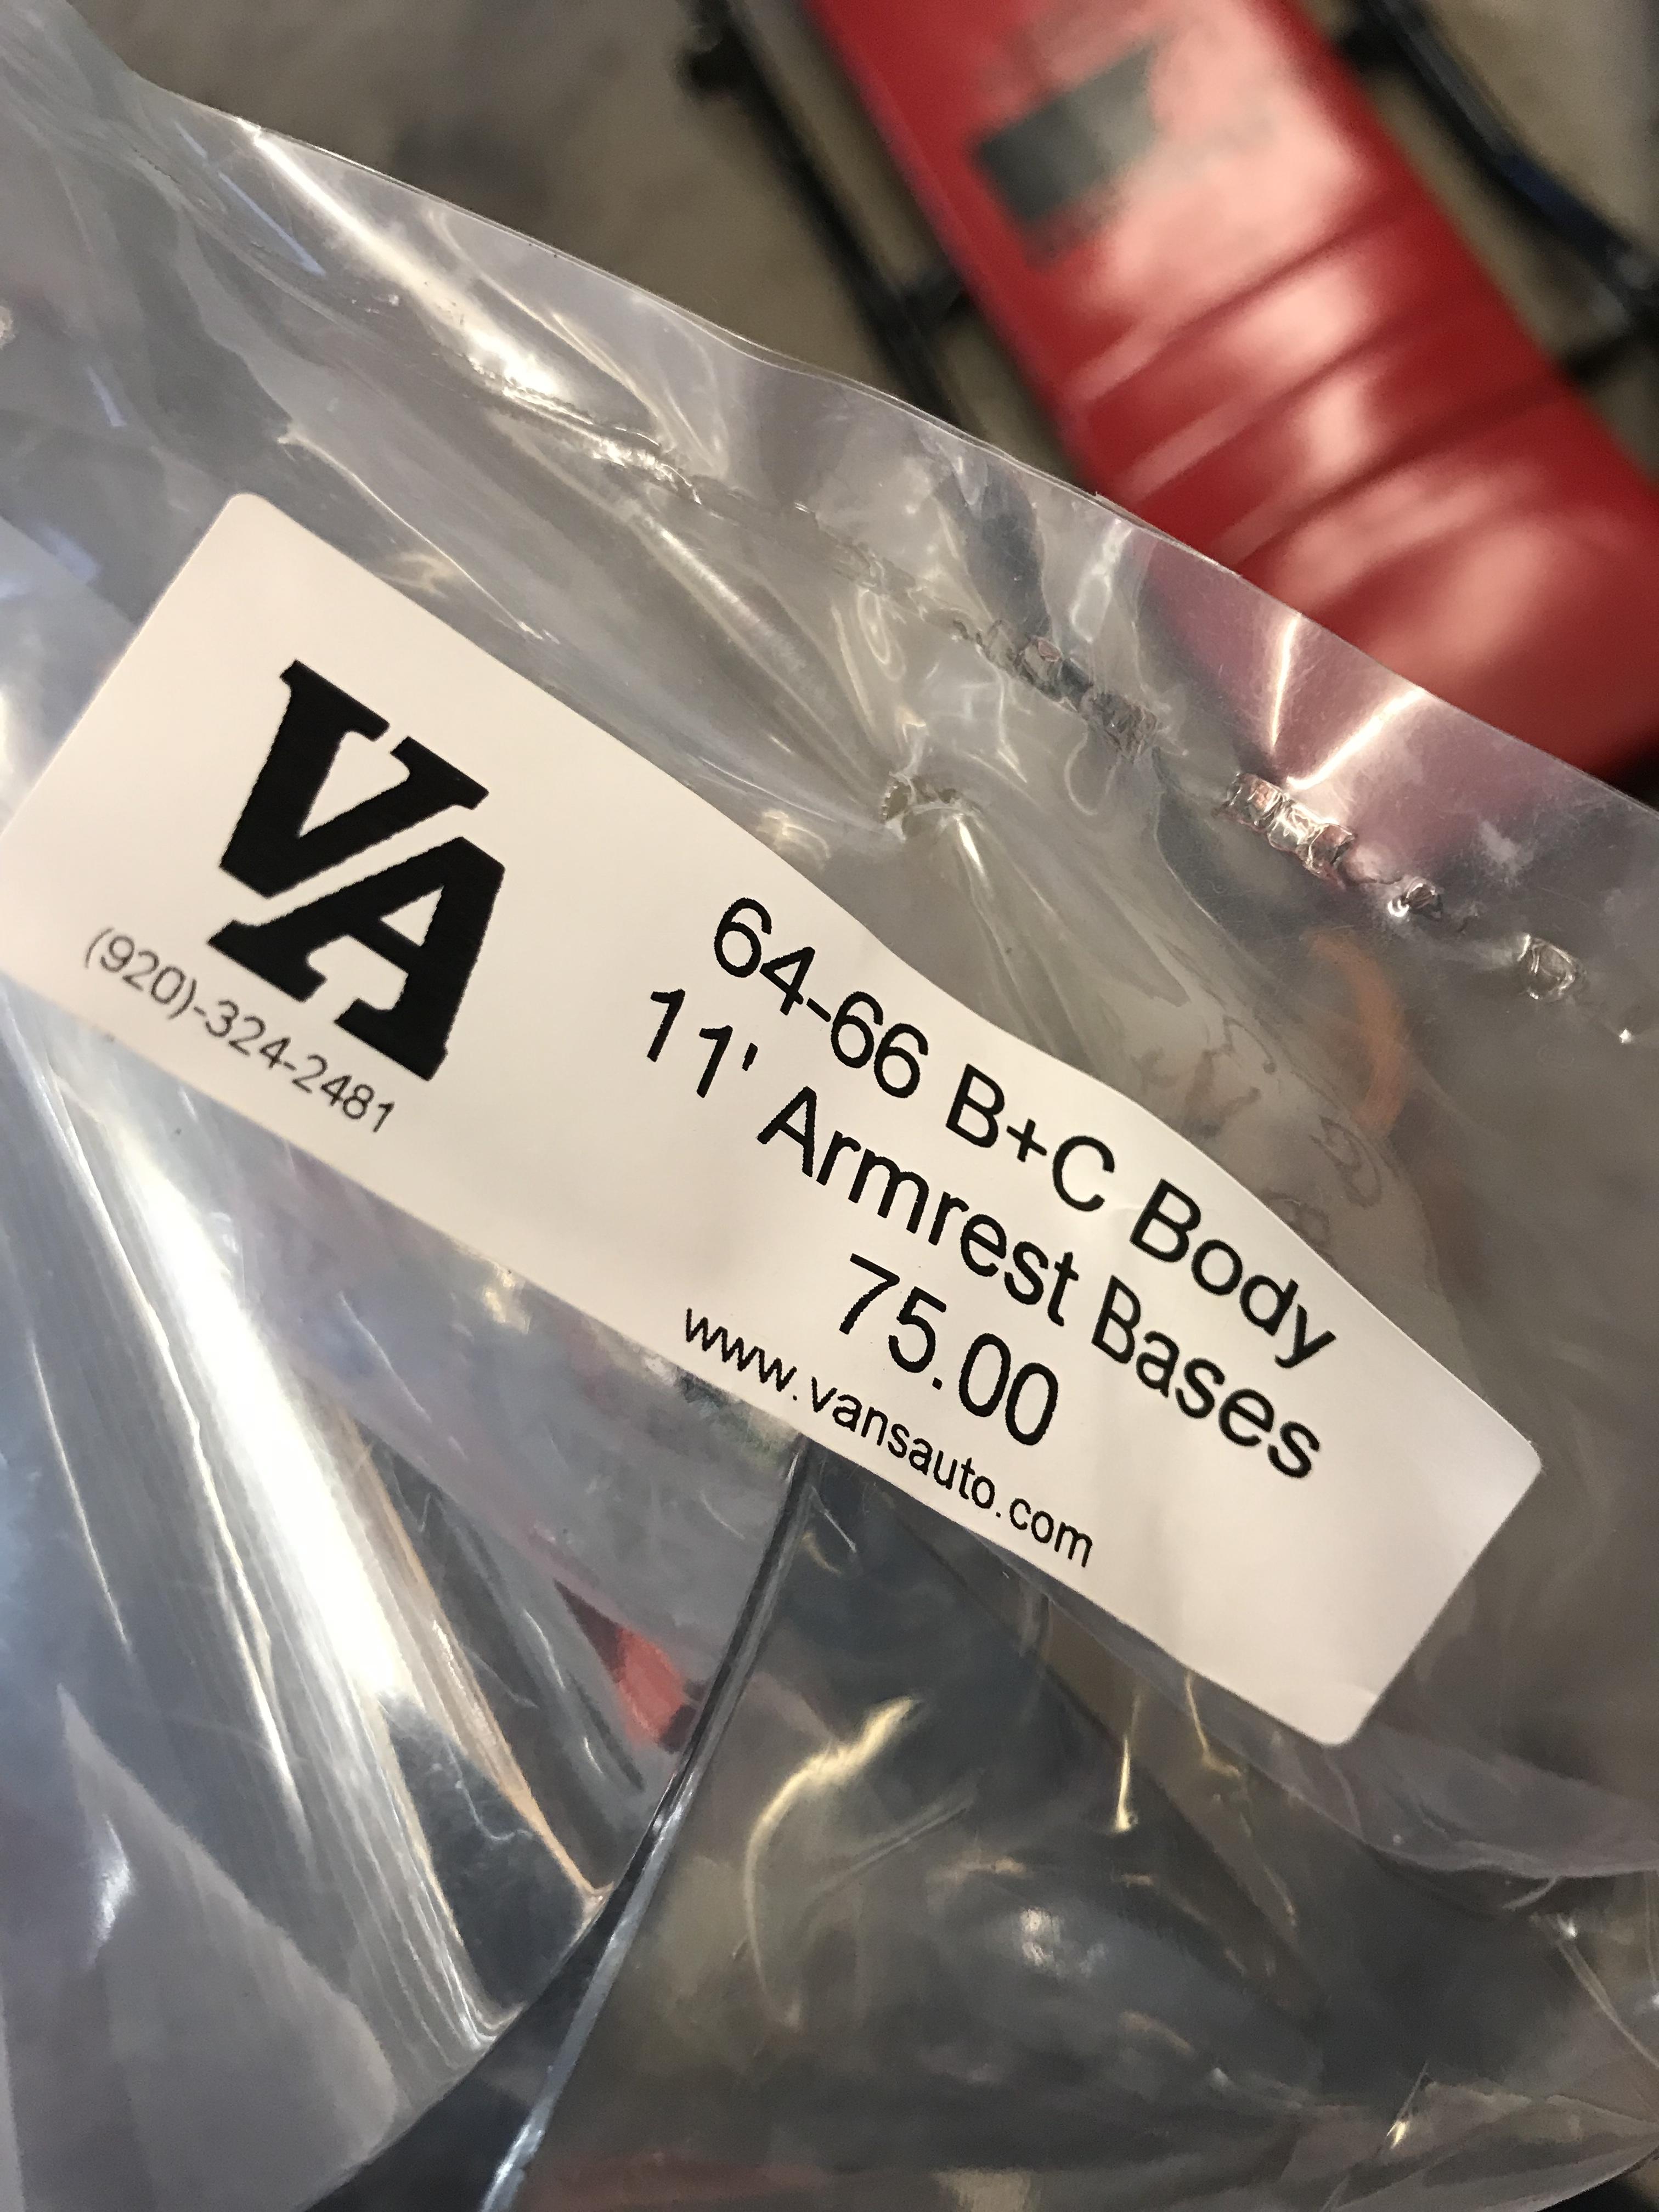 VA
(920)-324-2481
64-66 B+C Body
11' Armrest Bases
75.00
www.vansauto.com